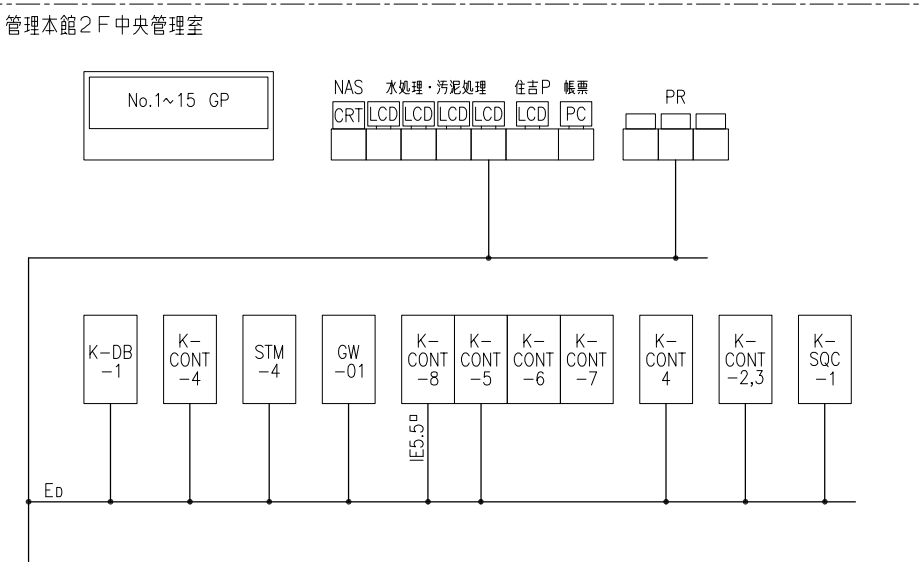 管理本館2F中央管理室
No.1~15 GP
NAS 水処理・汚泥処理 住吉P 帳票
CRT LCD LCD LCD LCD LCD PC
PR
K-DB
-1
K-
CONT
-4
STM
-4
GW
-01
K-
CONT
-8
K-
CONT
-5
K-
CONT
-6
K-
CONT
-7
K-
CONT
4
K-
CONT
-2,3
K-
SQC
-1
IE5.5□
ED